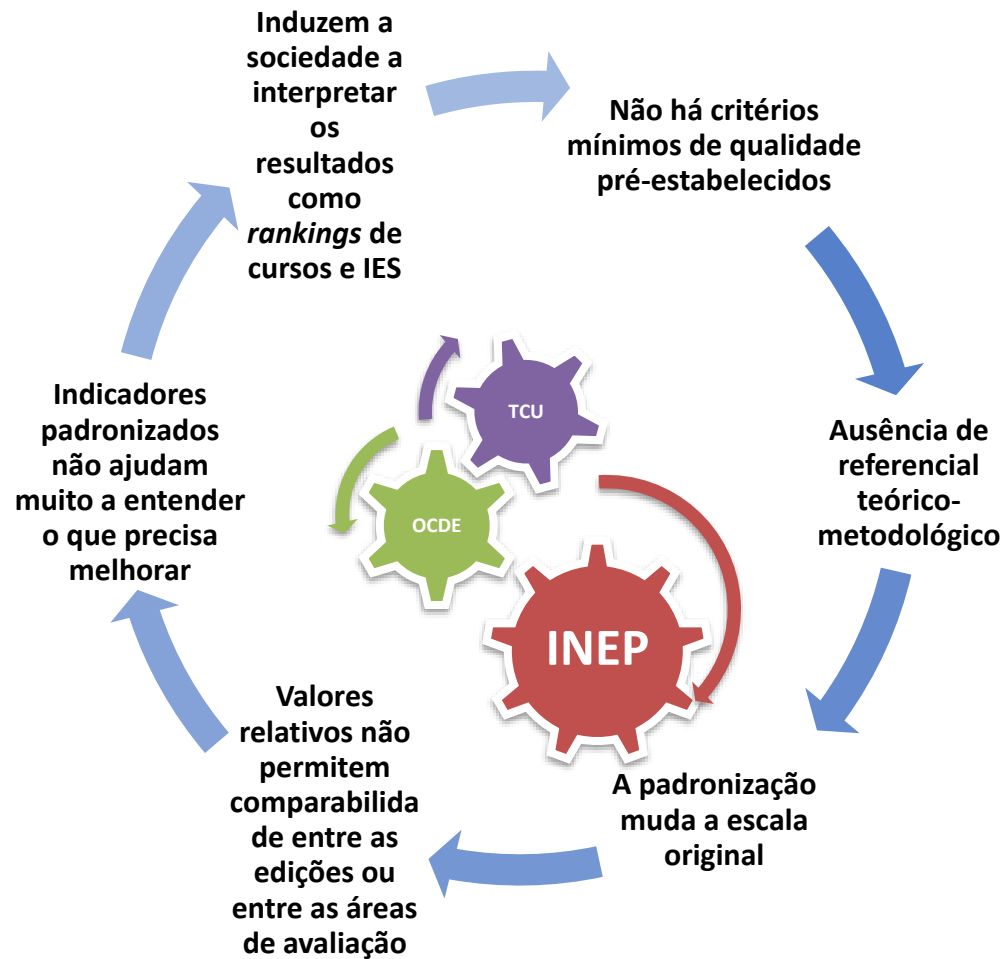 Induzem a
sociedade a
interpretar
os
resultados
como
rankings de
cursos e IES
Não há critérios
mínimos de qualidade
pré-estabelecidos
Ausência de
referencial
teórico-
metodológico
A padronização
muda a escala
original
Valores
relativos não
permitem
comparabilida
de entre as
edições ou
entre as áreas
de avaliação
Indicadores
padronizados
não ajudam
muito a entender
o que precisa
melhorar
TCU
OCDE
INEP